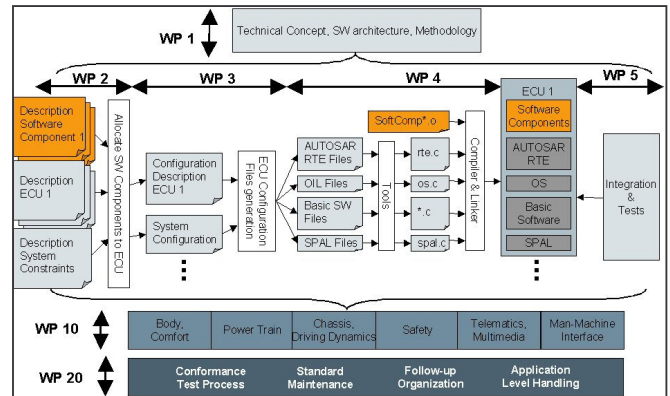 WP 1
Technical Concept, SW architecture, Methodology
WP 2
WP 3
WP 4
WP 5
Description
Software
Component 1
Description
ECU 1
Description
System
Constraints
Allocate SW
Components to ECU
Configuration
Description
ECU 1
System
Configuration
ECU Configuration
Files generation
AUTOSAR
RTE Files
OIL Files
Basic SW
Files
SPAL Files
Tools
SoftComp*.o
rte.c
os.c
*.c
spal.c
Compiler & Linker
ECU 1
Software
Components
AUTOSAR
RTE
OS
Basic
Software
SPAL
Integration
&
Tests
WP 10
Body,
Comfort
Power Train
Chassis,
Driving Dynamics
Safety
Telematics,
Multimedia
Man-Machine
Interface
WP 20
Conformance
Test Process
Standard
Maintenance
Follow-up
Organization
Application
Level Handling